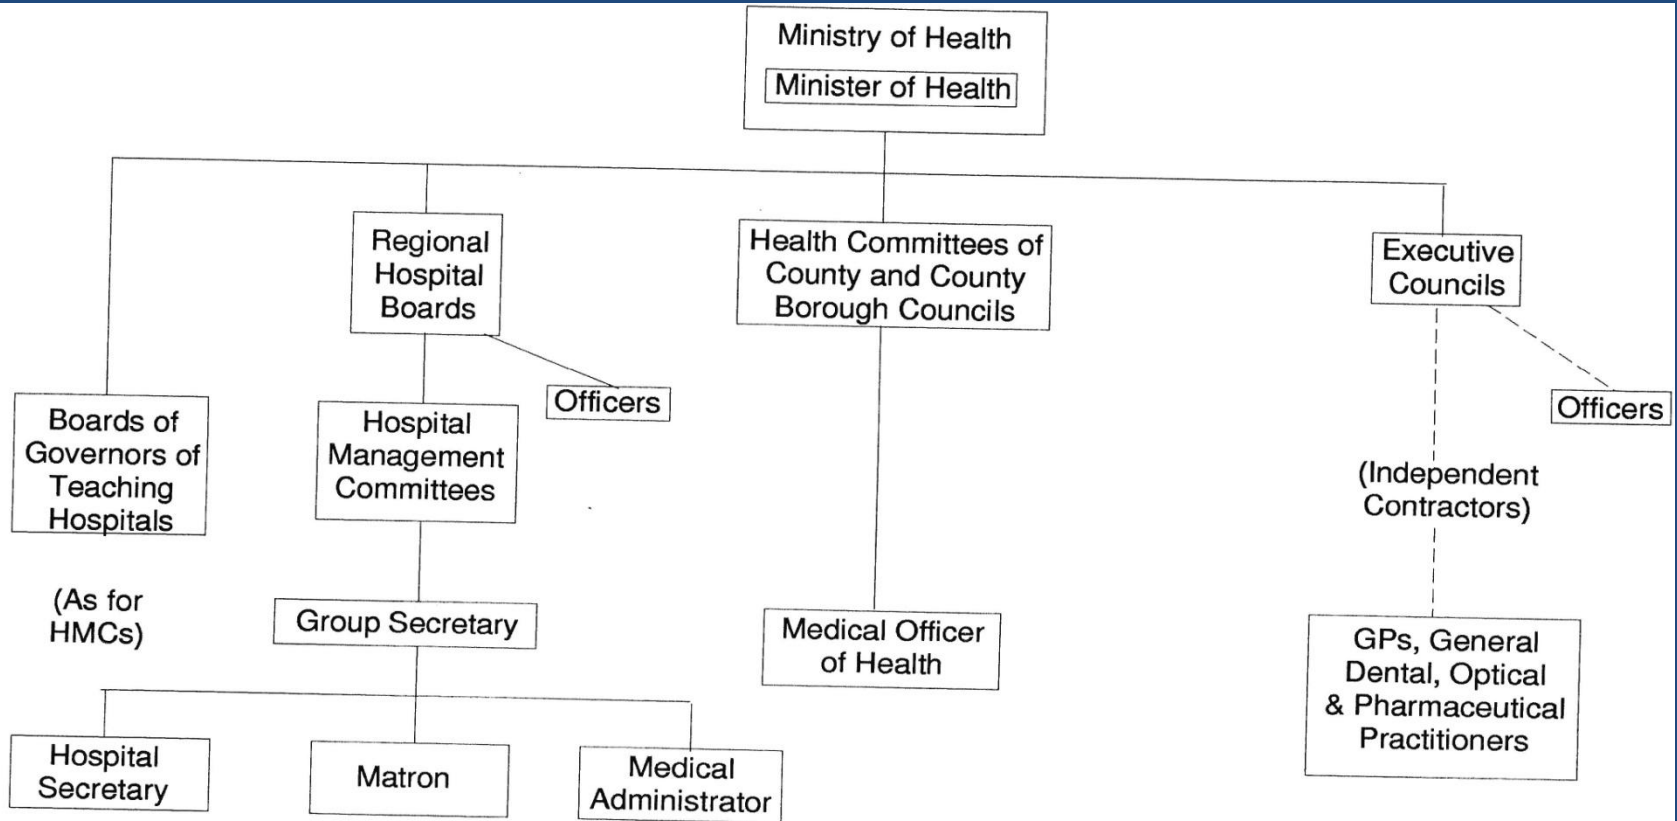 Ministry of Health
Minister of Health
Regional
Hospital
Boards
Health Committees of
County and County
Borough Councils
Executive
Councils
Officers
Officers
Boards of
Governors of
Teaching
Hospitals
Hospital
Management
Committees
(Independent
Contractors)
(As for
HMCs)
Group Secretary
Medical Officer
of Health
GPs, General
Dental, Optical
& Pharmaceutical
Practitioners
Hospital
Secretary
Matron
Medical
Administrator